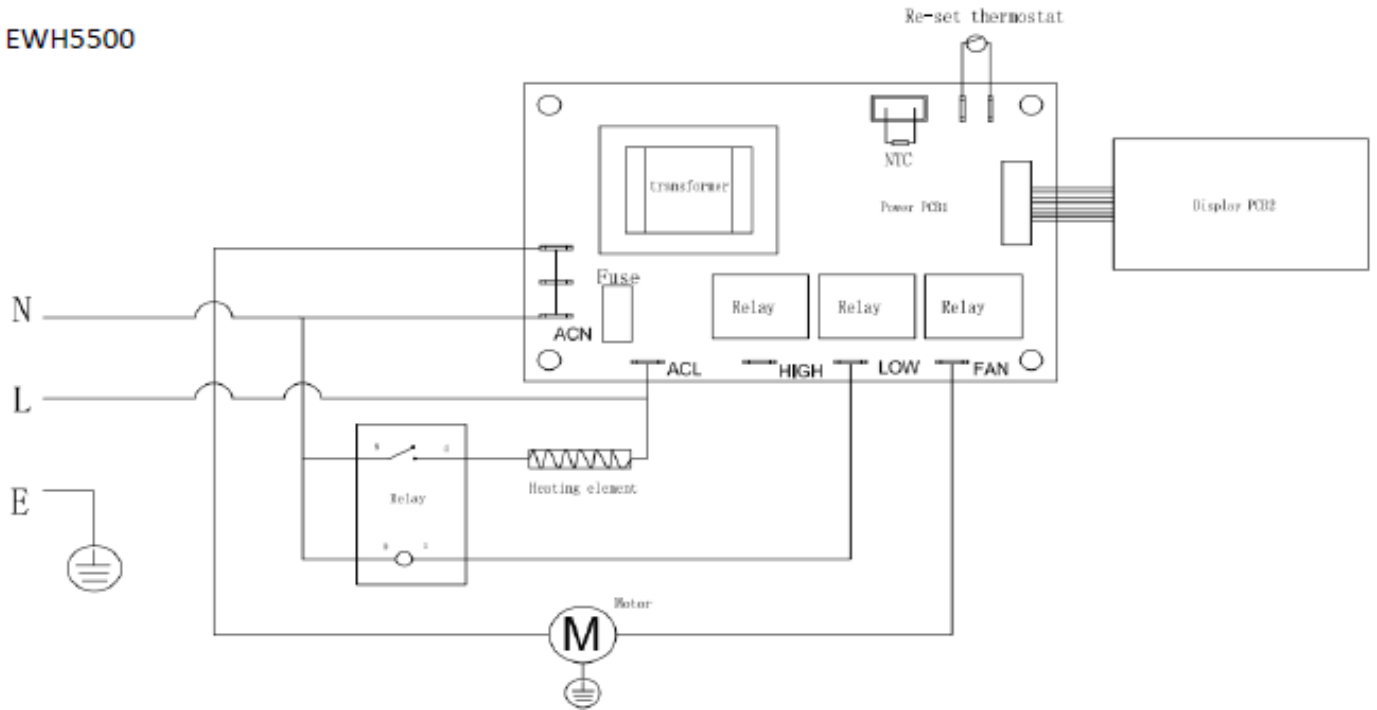 Re-set thermostat
EWH5500
NTC
transformer
Power PCB1
Display PCB2
Fuse
Relay
Relay
Relay
N
ACN
ACL
HIGH
LOW
FAN
L
Heating element
E
Relay
Motor
M